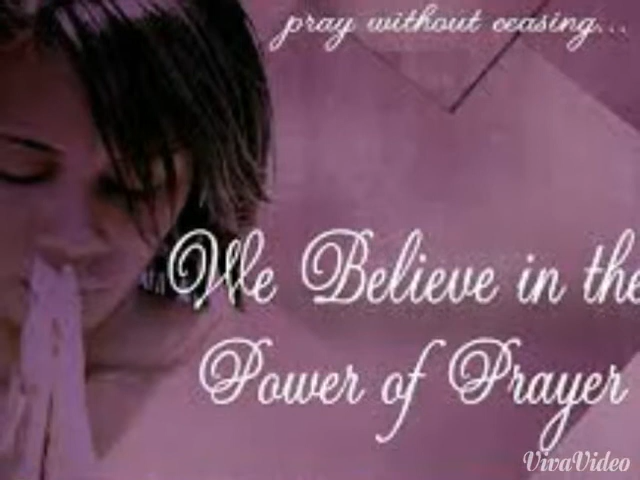 pray without ceasing...
We Believe in the
Power of Prayer
VivaVideo